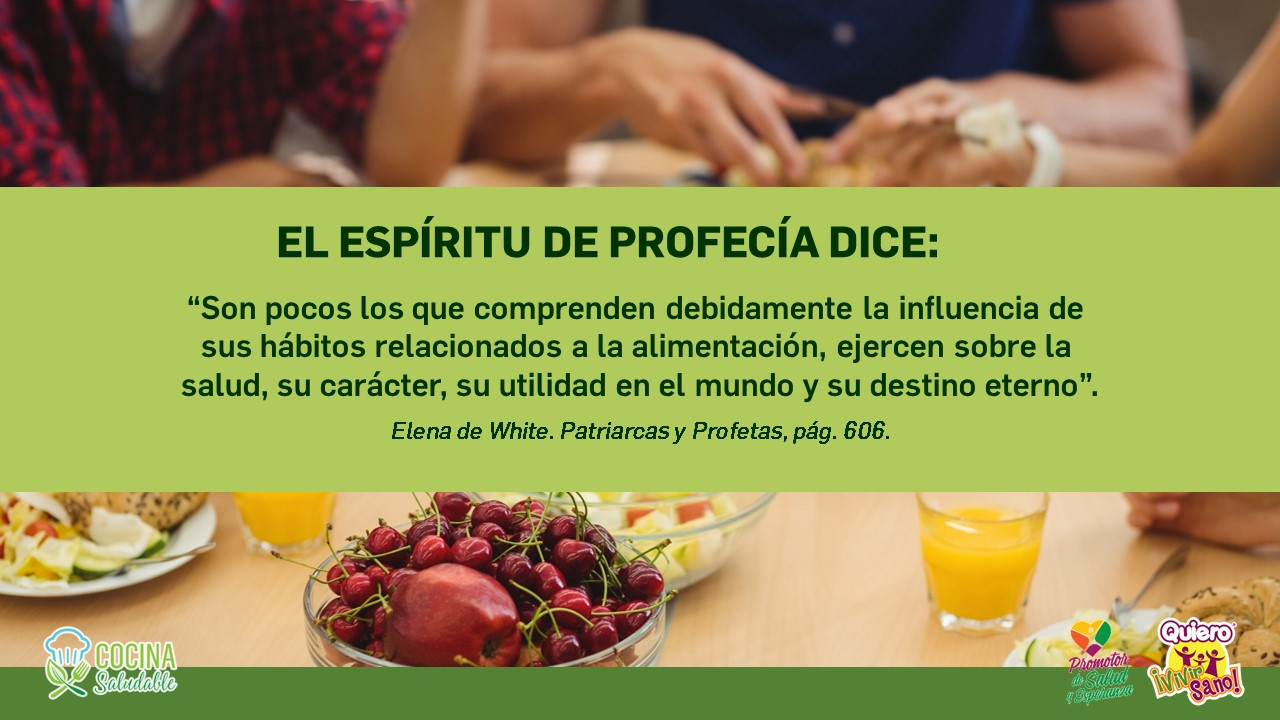 EL ESPÍRITU DE PROFECÍA DICE:
“Son pocos los que comprenden debidamente la influencia de
sus hábitos relacionados a la alimentación, ejercen sobre la
salud, su carácter, su utilidad en el mundo y su destino eterno”.
Elena de White. Patriarcas y Profetas, pág. 606.
COCINA
Saludable
Promotor
de Salud
y Esperanza
Quiero
¡Vivir
Sano!